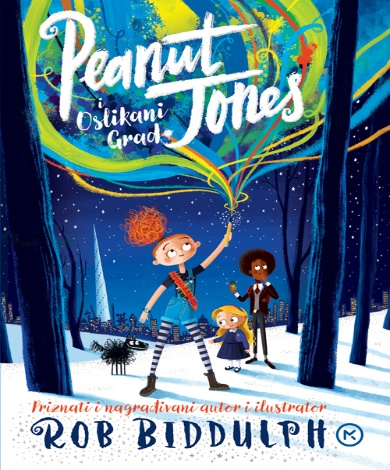 Peanut
i
Jones
Oslikani
Grad
Priznati i nagrađivani autor i ilustrator
ROB BIDDULPH
M